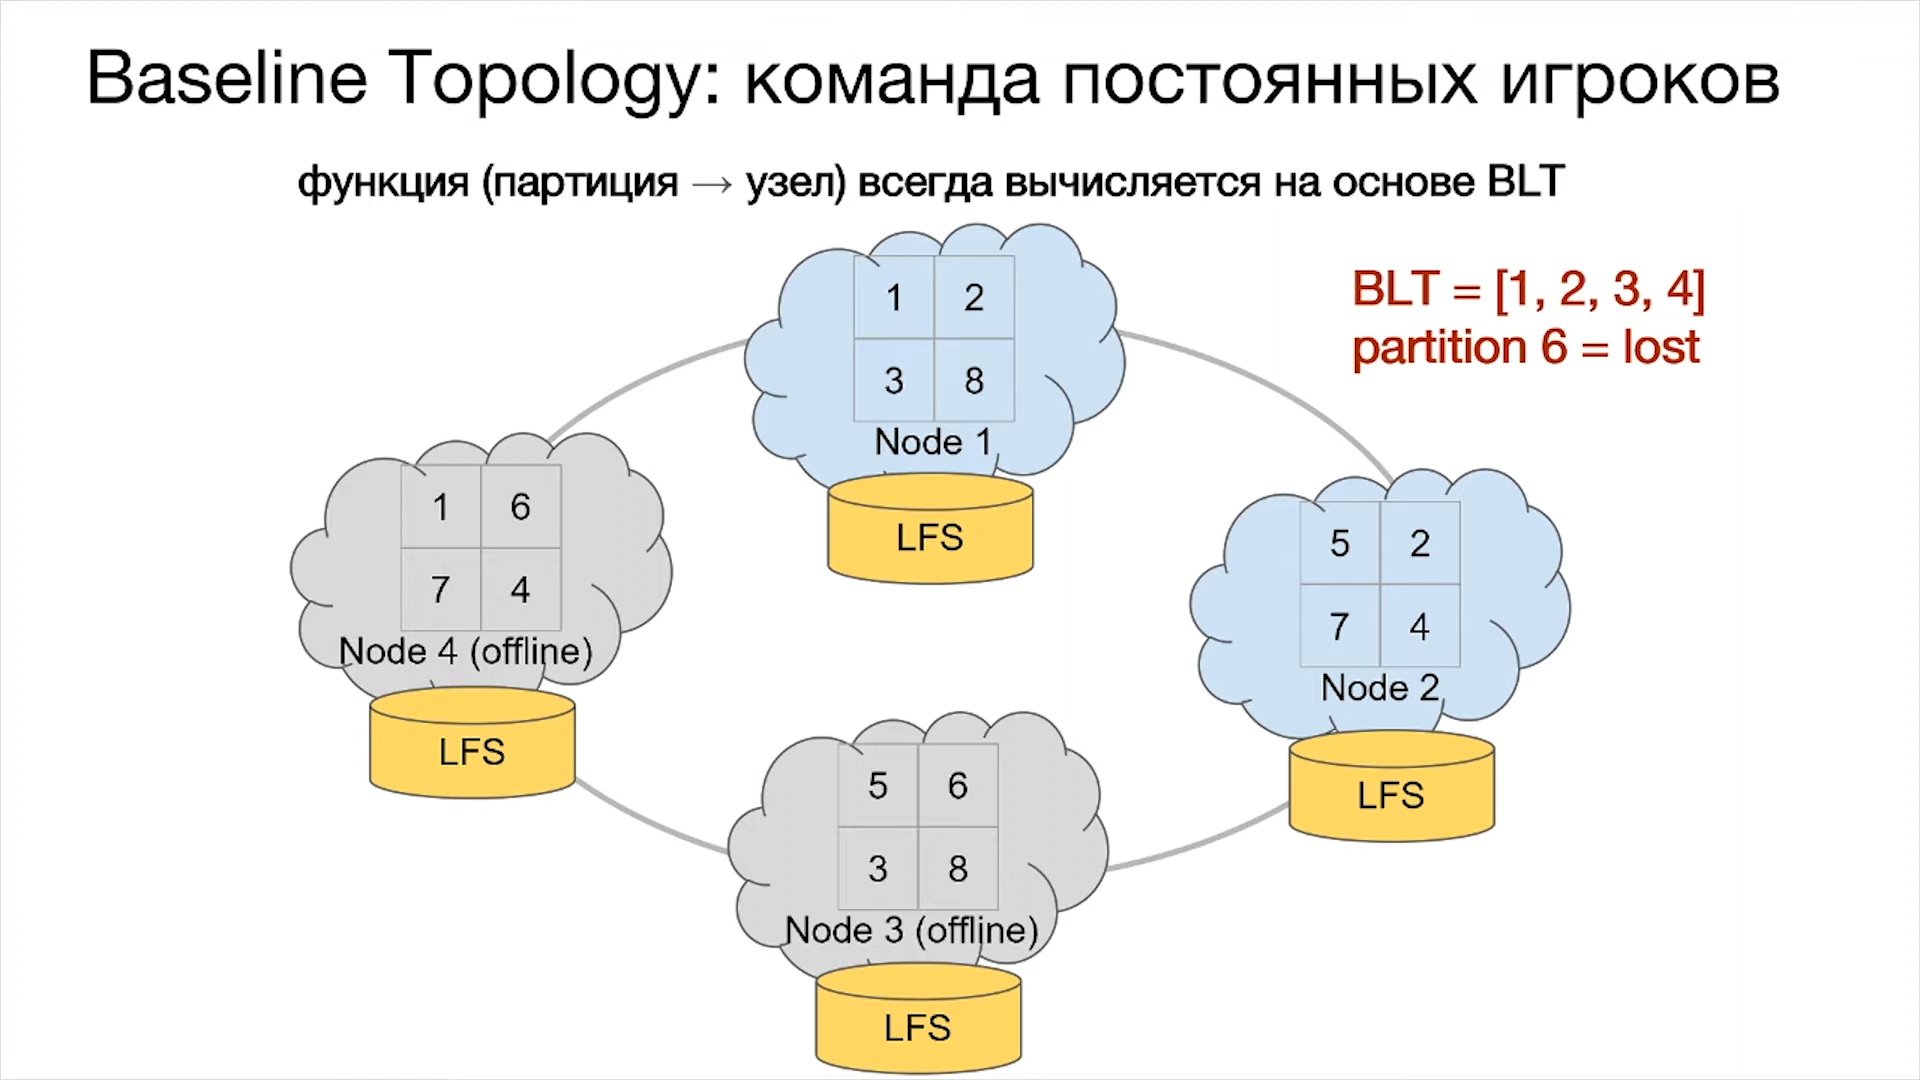 Baseline Topology: команда постоянных игроков
функция (партиция → узел) всегда вычисляется на основе BLT
BLT = [1, 2, 3, 4]
partition 6 = lost
1 2
3 8
Node 1
LFS
1 6
7 4
Node 4 (offline)
LFS
5 2
7 4
Node 2
LFS
5 6
3 8
Node 3 (offline)
LFS